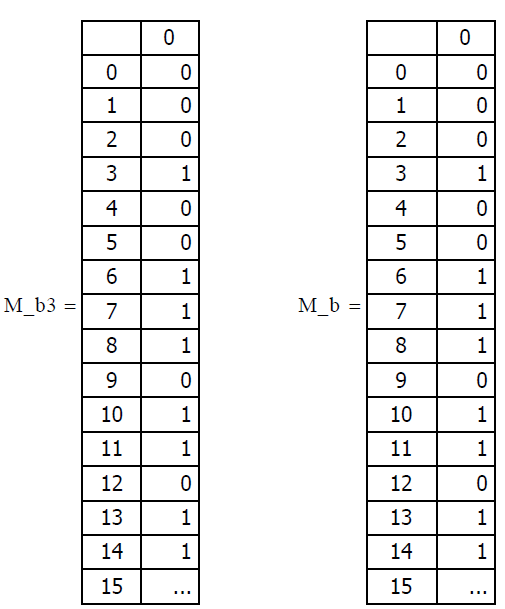 0 0
0 0 0 0
1 0 1 0
2 0 2 0
3 1 3 1
4 0 4 0
5 0 5 0
6 1 6 1
M_b3 = 7 1 M_b = 7 1
8 1 8 1
9 0 9 0
10 1 10 1
11 1 11 1
12 0 12 0
13 1 13 1
14 1 14 1
15 ... 15 ...